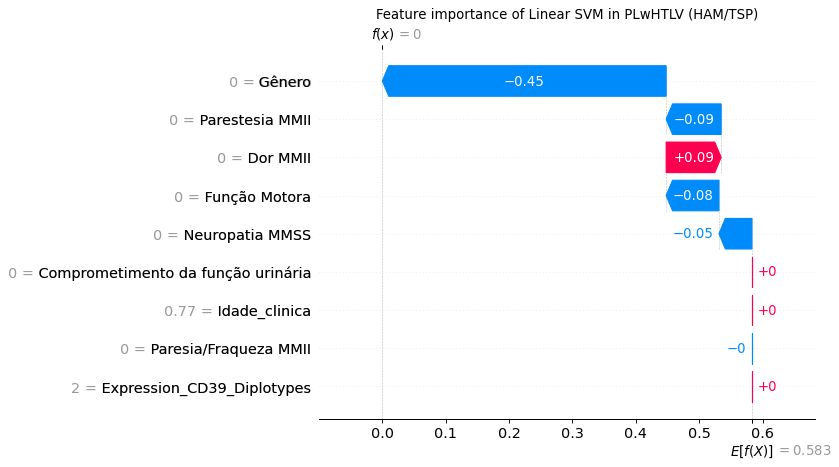 Feature importance of Linear SVM in PLwHTLV (HAM/TSP)
f(x) = 0
0 = Gênero
−0.45
0 = Parestesia MMII
−0.09
0 = Dor MMII
+0.09
0 = Função Motora
−0.08
0 = Neuropatia MMSS
−0.05
0 = Comprometimento da função urinária
+0
0.77 = Idade_clinica
+0
0 = Paresia/Fraqueza MMII
−0
2 = Expression_CD39_Diplotypes
+0
0.0 0.1 0.2 0.3 0.4 0.5 0.6
E[f(X)] = 0.583